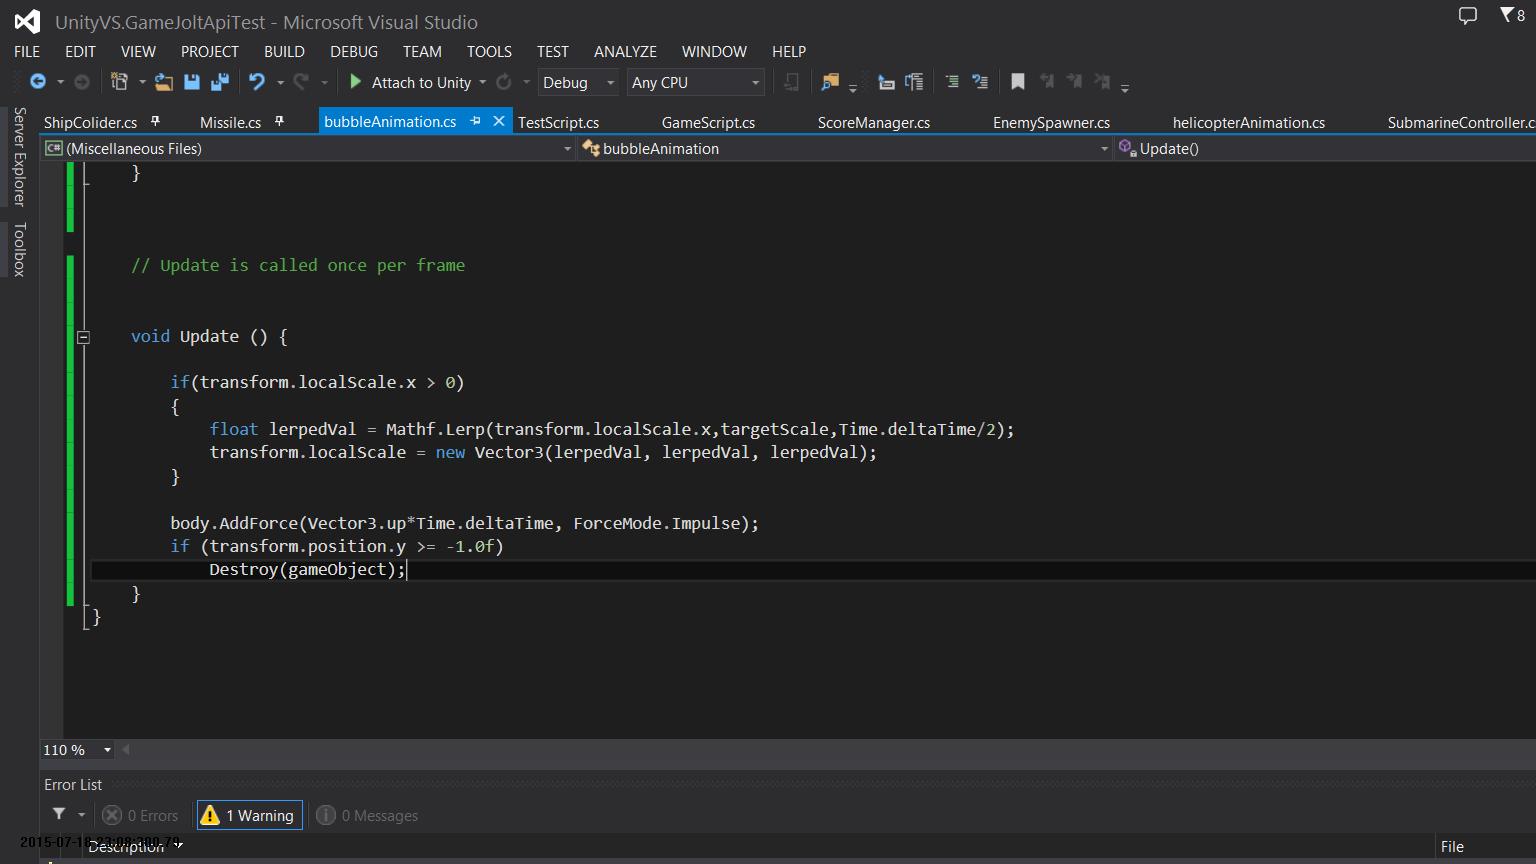 UnityVS.GameJoltApiTest - Microsoft Visual Studio
8
FILE EDIT VIEW PROJECT BUILD DEBUG TEAM TOOLS TEST ANALYZE WINDOW HELP
Attach to Unity Debug Any CPU
Server Explorer
Toolbox
ShipColider.cs Missile.cs bubbleAnimation.cs TestScript.cs GameScript.cs ScoreManager.cs EnemySpawner.cs helicopterAnimation.cs SubmarineController.cs
C# (Miscellaneous Files) bubbleAnimation Update()
}
// Update is called once per frame
void Update () {
if(transform.localScale.x > 0)
{
float lerpedVal = Mathf.Lerp(transform.localScale.x,targetScale,Time.deltaTime/2);
transform.localScale = new Vector3(lerpedVal, lerpedVal, lerpedVal);
}
body.AddForce(Vector3.up*Time.deltaTime, ForceMode.Impulse);
if (transform.position.y >= -1.0f)
Destroy(gameObject);
}
}
110 %
Error List
0 Errors 1 Warning 0 Messages
Description File